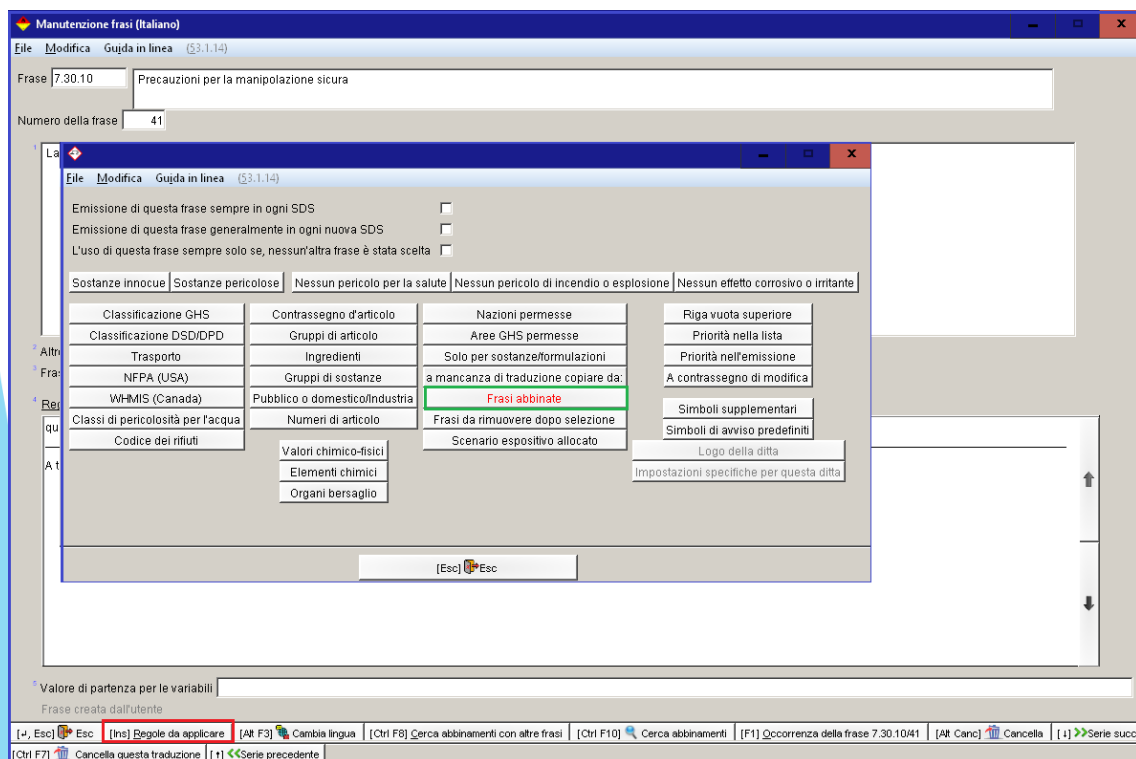 Manutenzione frasi (Italiano)
File Modifica Guida in linea (53.1.14)
Frase 7.30.10 Precauzioni per la manipolazione sicura
Numero della frase 41
1 La
File Modifica Guida in linea (53.1.14)
Emissione di questa frase sempre in ogni SDS
Emissione di questa frase generalmente in ogni nuova SDS
L'uso di questa frase sempre solo se, nessun'altra frase è stata scelta
Sostanze innocue Sostanze pericolose Nessun pericolo per la salute Nessun pericolo di incendio o esplosione Nessun effetto corrosivo o irritante
Classificazione GHS Contrassegno d'articolo Nazioni permesse Riga vuota superiore
Classificazione DSD/DPD Gruppi di articolo Aree GHS permesse Priorità nella lista
2 Altre
Trasporto Ingredienti Solo per sostanze/formulazioni Priorità nell'emissione
3 Fra
NFPA (USA) Gruppi di sostanze a mancanza di traduzione copiare da: A contrassegno di modifica
4 Reg
WHMIS (Canada) Pubblico o domestico/Industria Frasi abbinate Simboli supplementari
qu
Classi di pericolosità per l'acqua Numeri di articolo Frasi da rimuovere dopo selezione Simboli di avviso predefiniti
Codice dei rifiuti Valori chimico-fisici Scenario espositivo allocato Logo della ditta
A t
Elementi chimici Impostazioni specifiche per questa ditta
Organi bersaglio
[Esc] Esc
5 Valore di partenza per le variabili
Frase creata dall'utente
[↵, Esc] Esc [Ins] Regole da applicare [Alt F3] Cambia lingua [Ctrl F8] Cerca abbinamenti con altre frasi [Ctrl F10] Cerca abbinamenti [F1] Occorrenza della frase 7.30.10/41 [Alt Canc] Cancella [↓] >>Serie succ
[Ctrl F7] Cancella questa traduzione [↑] <<Serie precedente